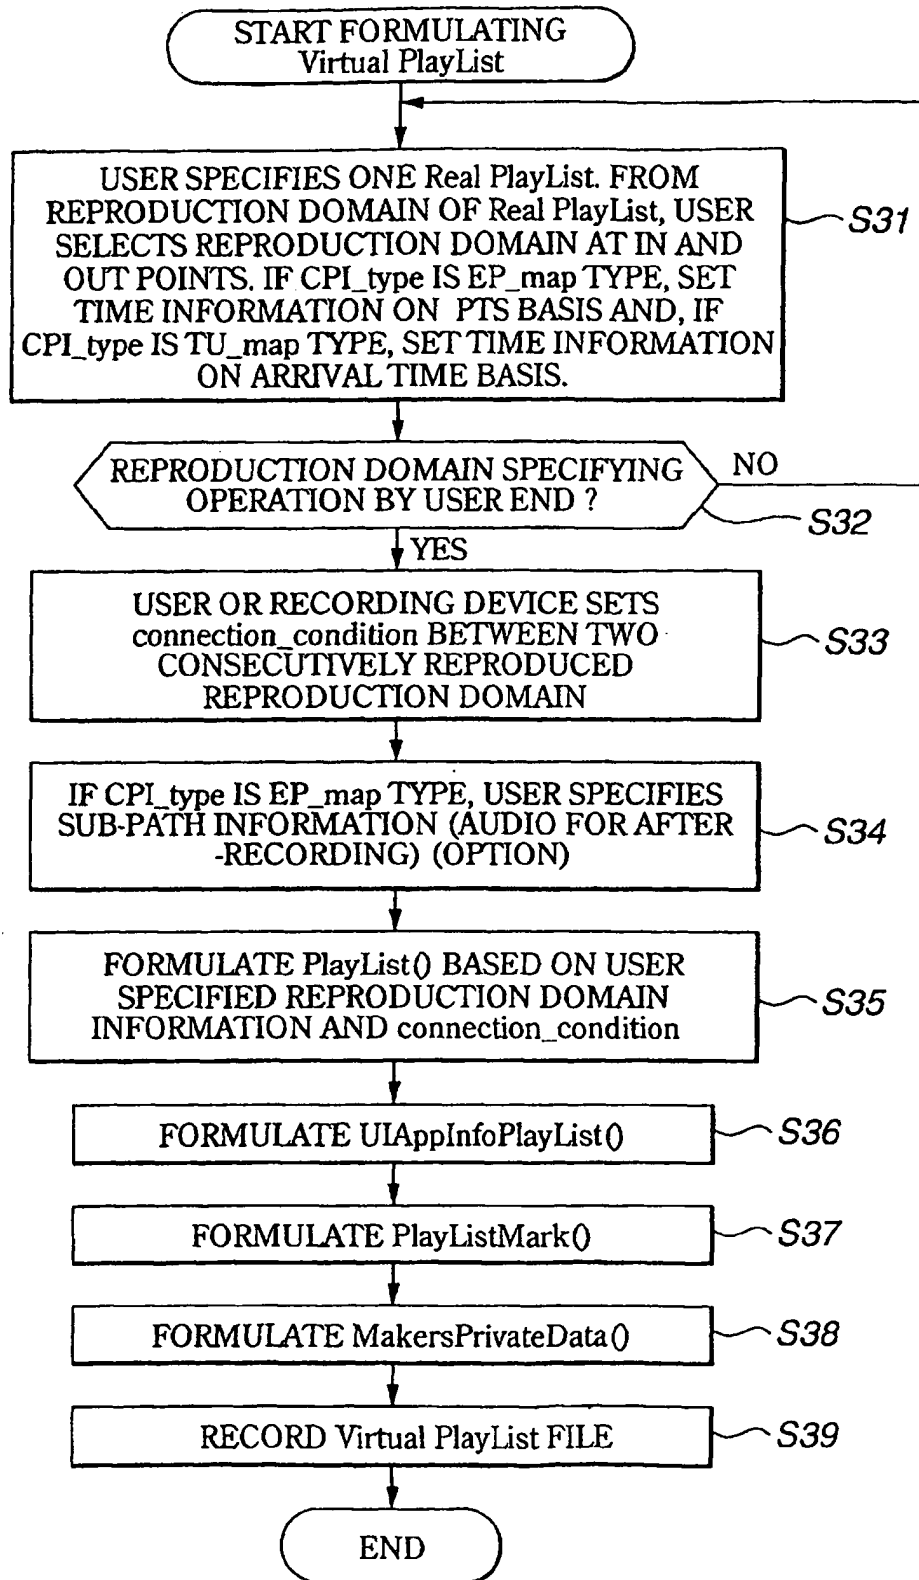 START FORMULATING
Virtual PlayList
USER SPECIFIES ONE Real PlayList. FROM
REPRODUCTION DOMAIN OF Real PlayList, USER
SELECTS REPRODUCTION DOMAIN AT IN AND
OUT POINTS. IF CPI_type IS EP_map TYPE, SET
TIME INFORMATION ON PTS BASIS AND, IF
CPI_type IS TU_map TYPE, SET TIME INFORMATION
ON ARRIVAL TIME BASIS.
S31
REPRODUCTION DOMAIN SPECIFYING
OPERATION BY USER END ?
NO
S32
YES
USER OR RECORDING DEVICE SETS
connection_condition BETWEEN TWO
CONSECUTIVELY REPRODUCED
REPRODUCTION DOMAIN
S33
IF CPI_type IS EP_map TYPE, USER SPECIFIES
SUB-PATH INFORMATION (AUDIO FOR AFTER
-RECORDING) (OPTION)
S34
FORMULATE PlayList() BASED ON USER
SPECIFIED REPRODUCTION DOMAIN
INFORMATION AND connection_condition
S35
FORMULATE UIAppInfoPlayList()
S36
FORMULATE PlayListMark()
S37
FORMULATE MakersPrivateData()
S38
RECORD Virtual PlayList FILE
S39
END